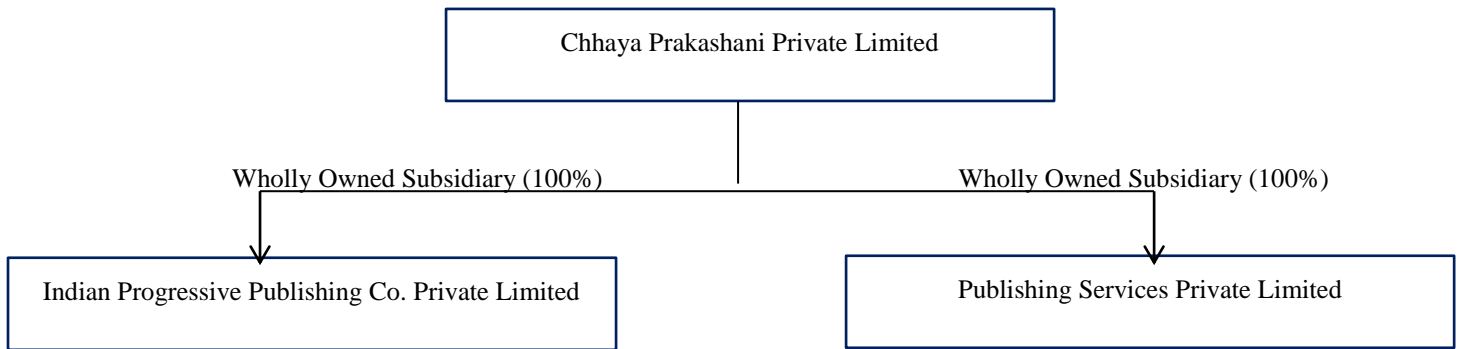 Chhaya Prakashani Private Limited
Wholly Owned Subsidiary (100%)
Wholly Owned Subsidiary (100%)
Indian Progressive Publishing Co. Private Limited
Publishing Services Private Limited